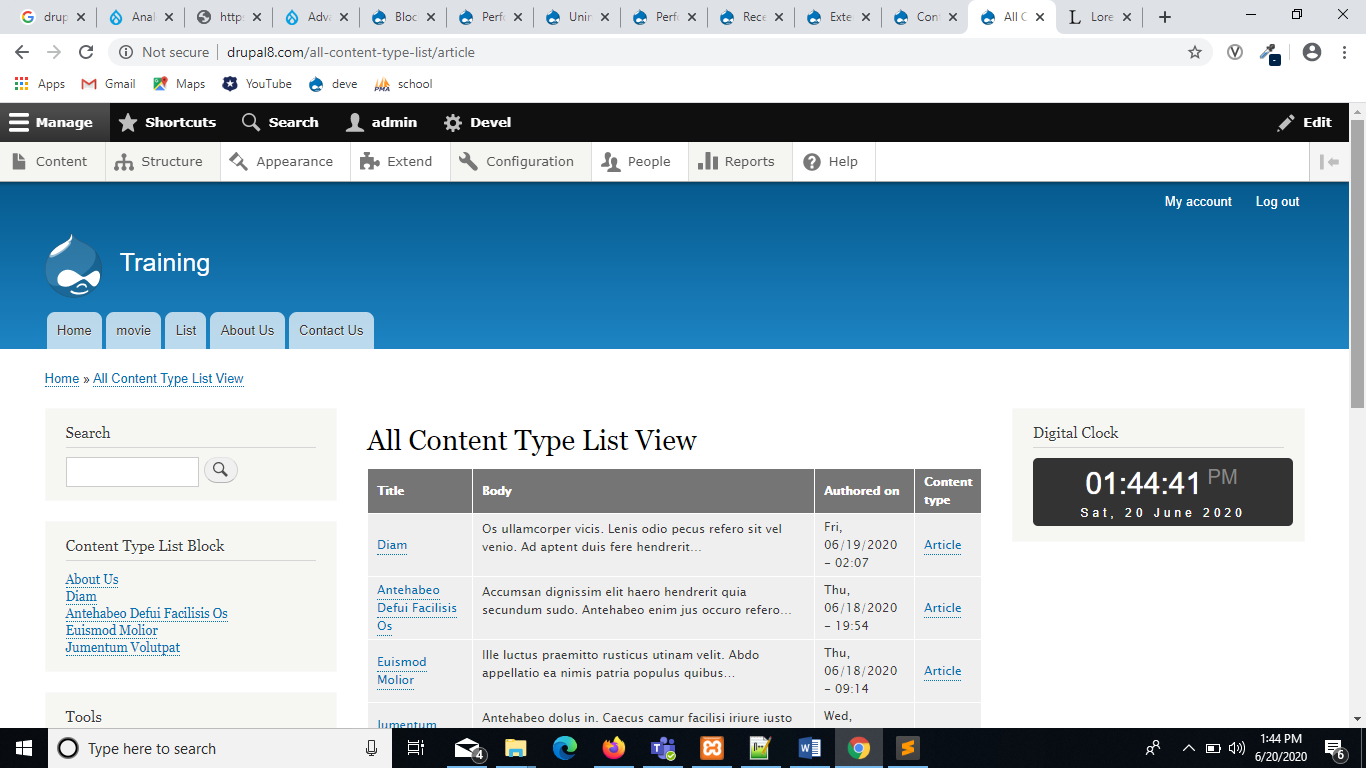 drup
Anal
http
Adva
Bloc
Perfo
Unin
Perfo
Rece
Exte
Cont
All C
Lore
Not secure
drupal8.com/all-content-type-list/article
Apps
Gmail
Maps
YouTube
deve
school
Manage
Shortcuts
Search
admin
Devel
Edit
Content
Structure
Appearance
Extend
Configuration
People
Reports
Help
My account
Log out
Training
Home
movie
List
About Us
Contact Us
Home » All Content Type List View
Search
Content Type List Block
About Us
Diam
Antehabeo Defui Facilisis Os
Euismod Molior
Jumentum Volutpat
Tools
All Content Type List View
Title
Body
Authored on
Content
type
Diam
Os ullamcorper vicis. Lenis odio pecus refero sit vel
venio. Ad aptent duis fere hendrerit...
Fri,
06/19/2020
- 02:07
Article
Antehabeo
Defui Facilisis
Os
Accumsan dignissim elit haero hendrerit quia
secundum sudo. Antehabeo enim jus occuro refero...
Thu,
06/18/2020
- 19:54
Article
Euismod
Molior
Ille luctus praemitto rusticus utinam velit. Abdo
appellatio ea nimis patria populus quibus...
Thu,
06/18/2020
- 09:14
Article
Jumentum
Antehabeo dolus in. Caecus camur facilisi iriure iusto
Wed,
Digital Clock
01:44:41 PM
Sat, 20 June 2020
Type here to search
4
1:44 PM
6/20/2020
6